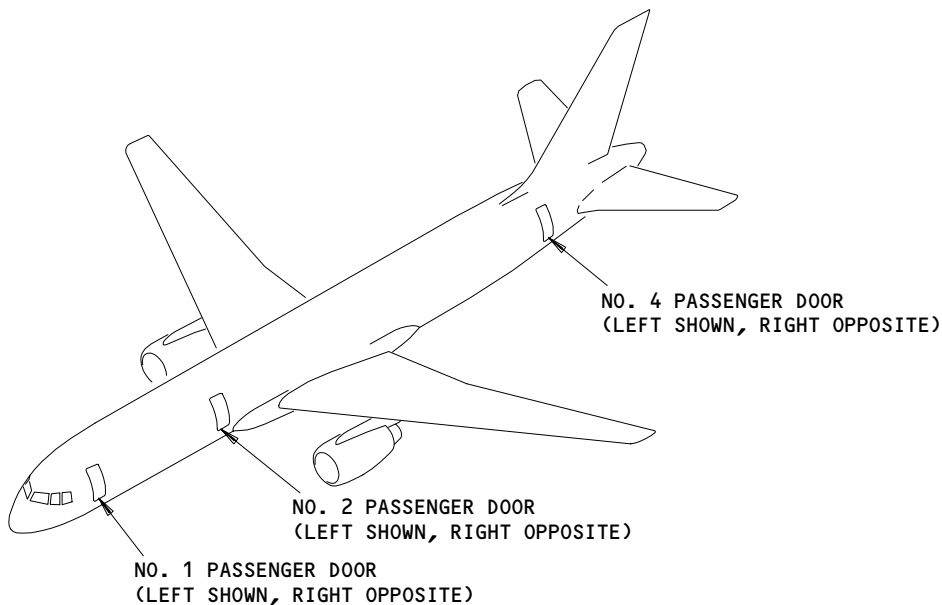 NO. 4 PASSENGER DOOR
(LEFT SHOWN, RIGHT OPPOSITE)
NO. 2 PASSENGER DOOR
(LEFT SHOWN, RIGHT OPPOSITE)
NO. 1 PASSENGER DOOR
(LEFT SHOWN, RIGHT OPPOSITE)